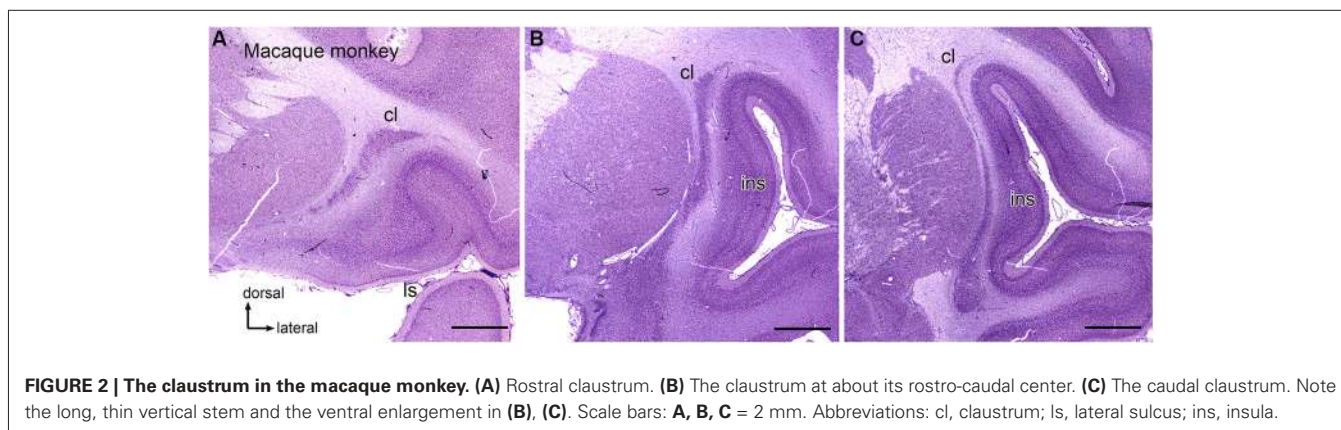 A
Macaque monkey
cl
dorsal
lateral
ls
B
cl
ins
C
cl
ins
FIGURE 2 | The claustrum in the macaque monkey. (A) Rostral claustrum. (B) The claustrum at about its rostro-caudal center. (C) The caudal claustrum. Note
the long, thin vertical stem and the ventral enlargement in (B), (C). Scale bars: A, B, C = 2 mm. Abbreviations: cl, claustrum; ls, lateral sulcus; ins, insula.